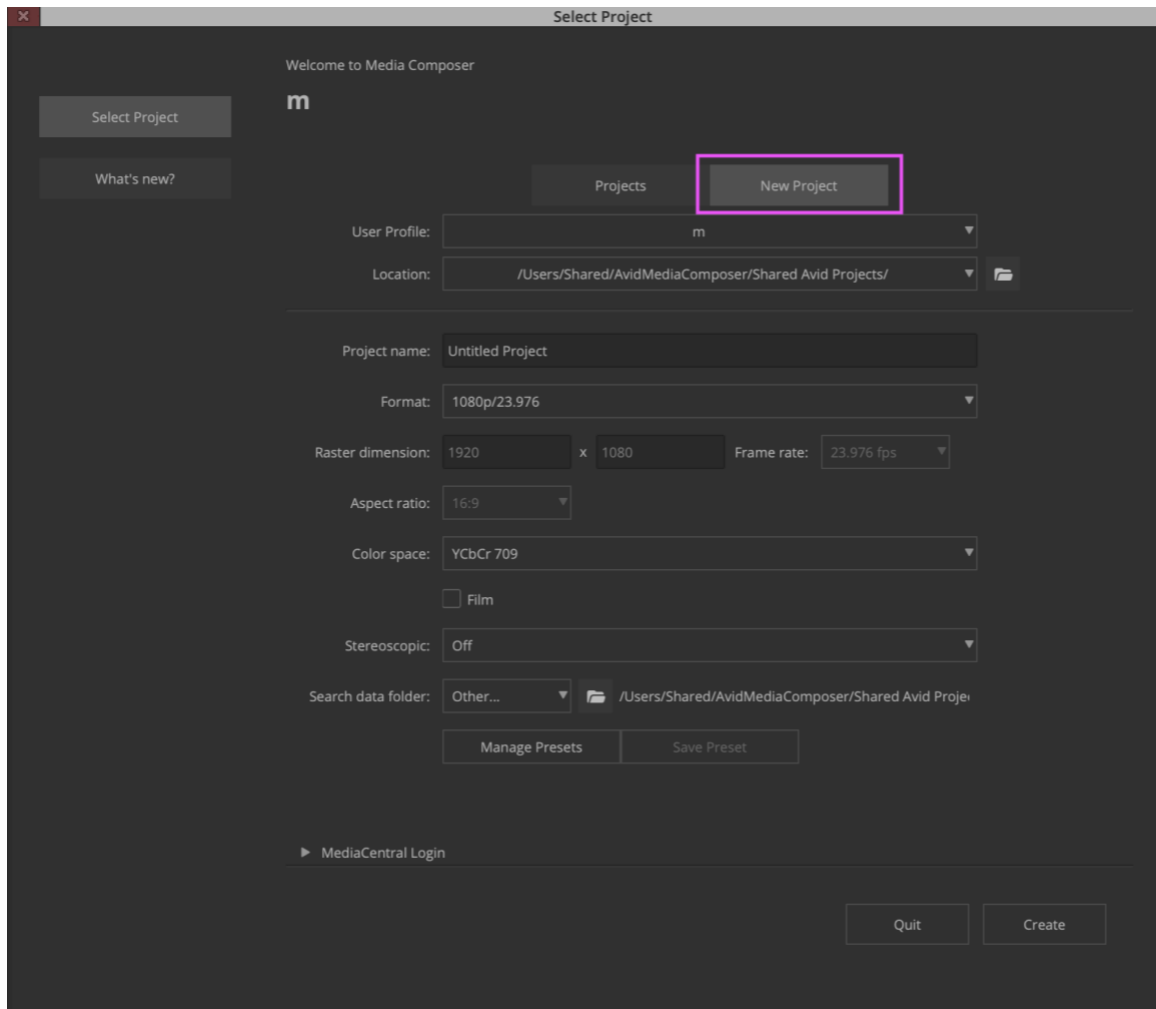 Select Project
Welcome to Media Composer
m
Select Project
What's new?
Projects New Project
User Profile: m
Location: /Users/Shared/AvidMediaComposer/Shared Avid Projects/
Project name: Untitled Project
Format: 1080p/23.976
Raster dimension: 1920 x 1080 Frame rate: 23.976 fps
Aspect ratio: 16:9
Color space: YCbCr 709
Film
Stereoscopic: Off
Search data folder: Other... /Users/Shared/AvidMediaComposer/Shared Avid Proje
Manage Presets Save Preset
MediaCentral Login
Quit Create